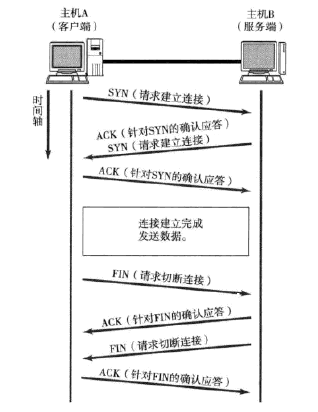 主机A
（客户端）
主机B
（服务端）
时间轴
SYN（请求建立连接）
ACK（针对SYN的确认应答）
SYN（请求建立连接）
ACK（针对SYN的确认应答）
连接建立完成
发送数据。
FIN（请求切断连接）
ACK（针对FIN的确认应答）
FIN（请求切断连接）
ACK（针对FIN的确认应答）